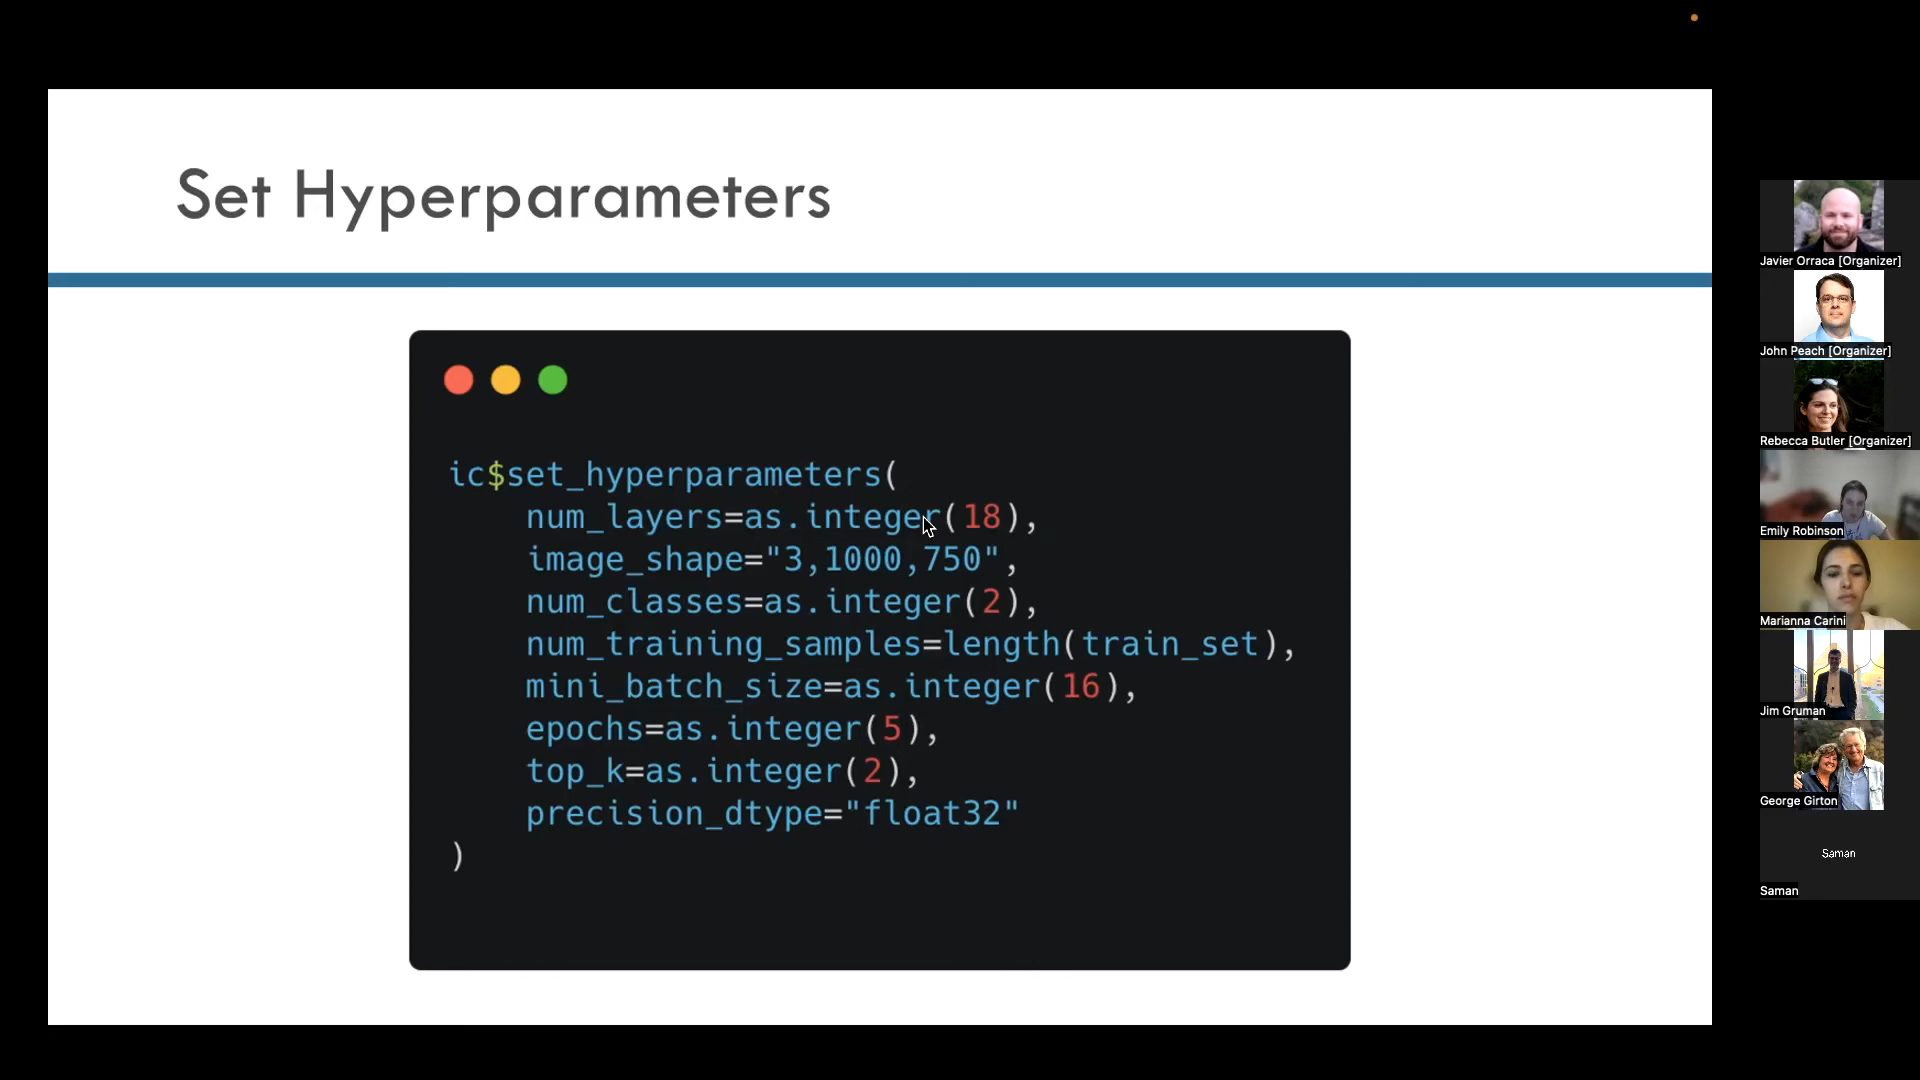 Set Hyperparameters
ic$set_hyperparameters(
num_layers=as.integer(18),
image_shape="3,1000,750",
num_classes=as.integer(2),
num_training_samples=length(train_set),
mini_batch_size=as.integer(16),
epochs=as.integer(5),
top_k=as.integer(2),
precision_dtype="float32"
)
Javier Orraca [Organizer]
John Peach [Organizer]
Rebecca Butler [Organizer]
Emily Robinson
Marianna Carini
Jim Gruman
George Girton
Saman
Saman